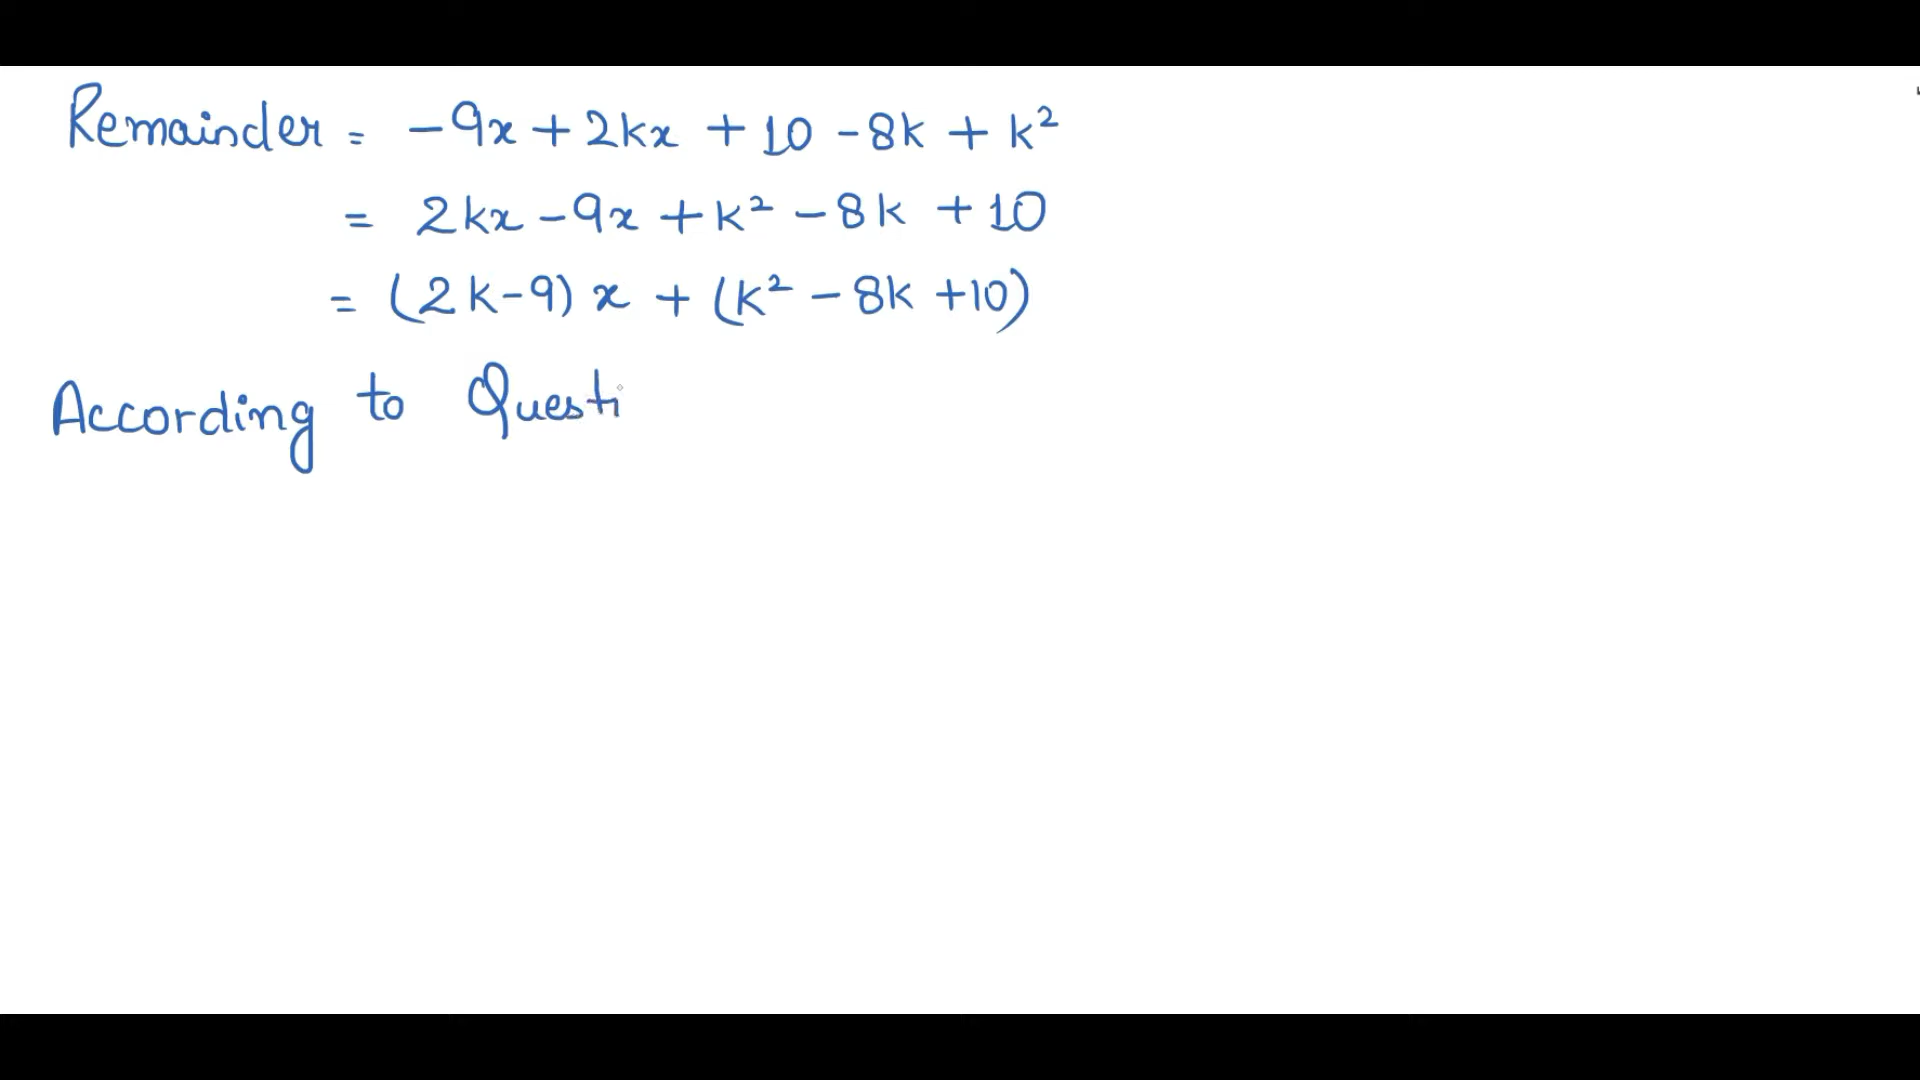 Remainder = -9x + 2kx + 10 - 8k + k²
= 2kx - 9x + k² - 8k + 10
= (2k-9) x + (k² - 8k +10)
According to Questi